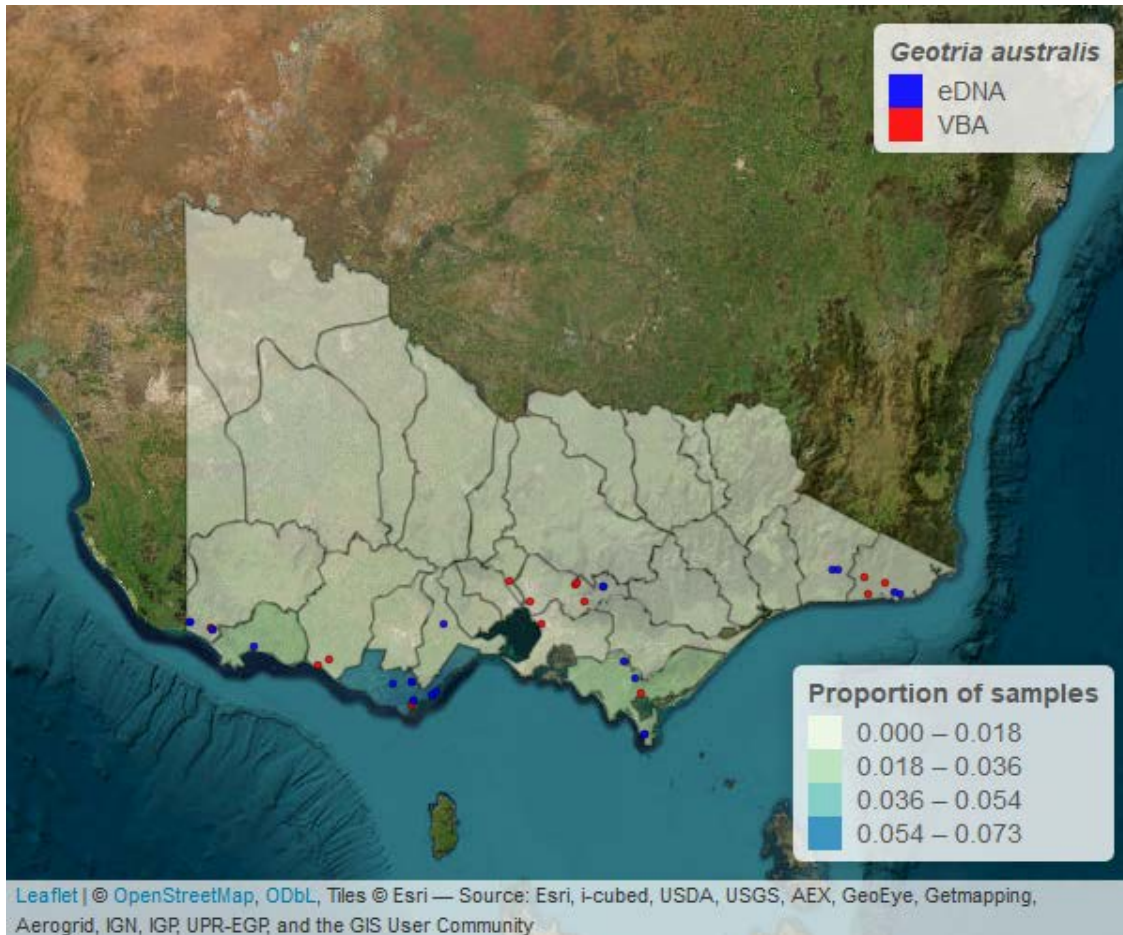 Geotria australis
eDNA
VBA
Proportion of samples
0.000 – 0.018
0.018 – 0.036
0.036 – 0.054
0.054 – 0.073
Leaflet | © OpenStreetMap, ODbL, Tiles © Esri — Source: Esri, i-cubed, USDA, USGS, AEX, GeoEye, Getmapping,
Aerogrid, IGN, IGP, UPR-EGP, and the GIS User Community